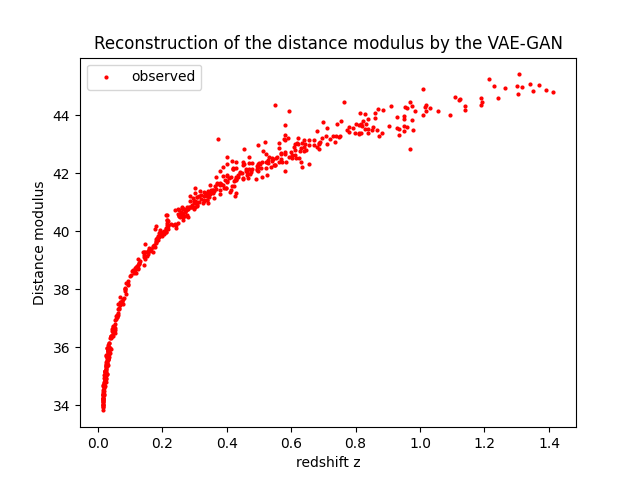 Reconstruction of the distance modulus by the VAE-GAN
observed
Distance modulus
44
42
40
38
36
34
0.0 0.2 0.4 0.6 0.8 1.0 1.2 1.4
redshift z